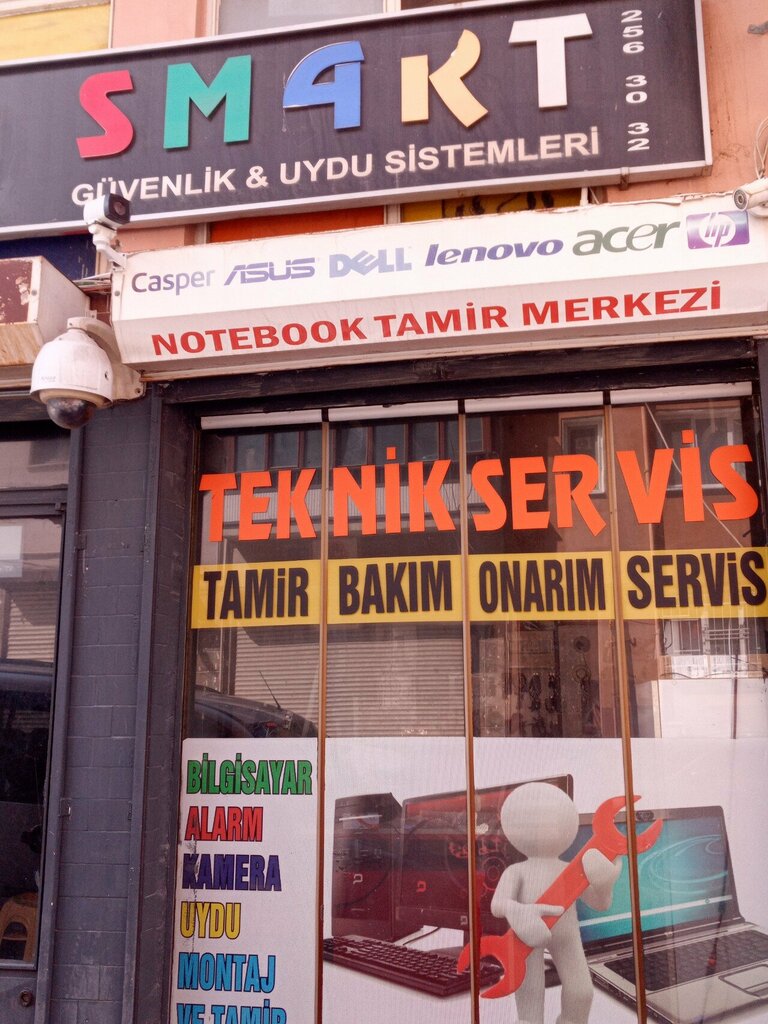 SMART
256 30 32
GÜVENLİK & UYDU SİSTEMLERİ
Casper ASUS DELL lenovo acer hp
NOTEBOOK TAMİR MERKEZİ
TEKNİK SERVİS
TAMİR BAKIM ONARIM SERVİS
BİLGİSAYAR
ALARM
KAMERA
UYDU
MONTAJ
VE TAMİR